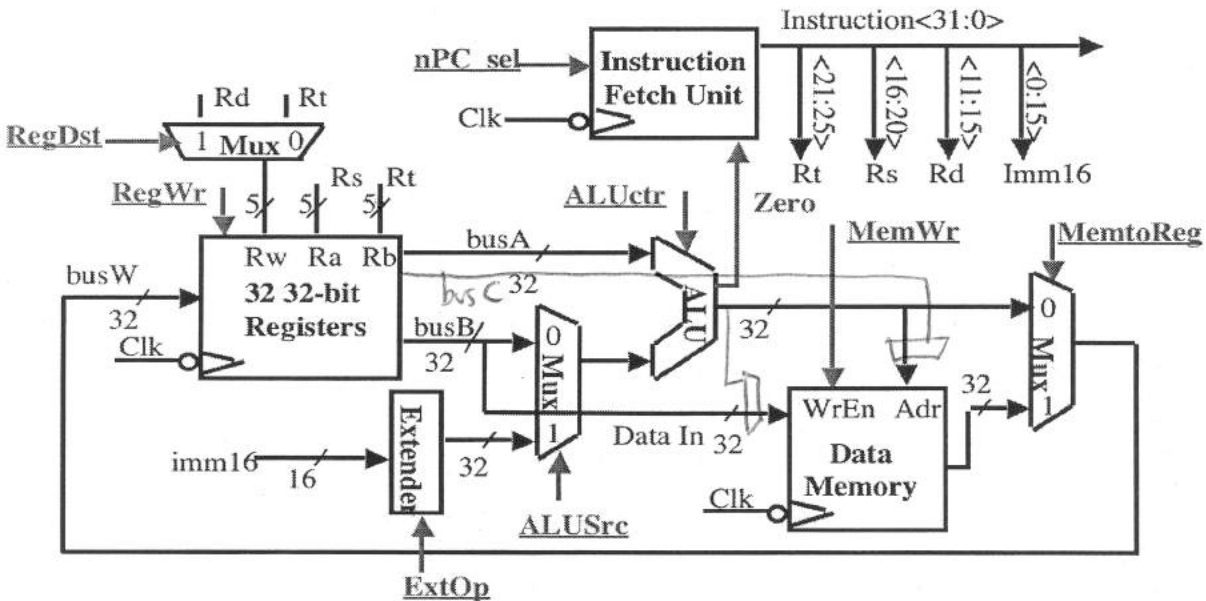 Instruction<31:0>
nPC_sel
Instruction
Fetch Unit
Clk
<21:25>
<16:20>
<11:15>
<0:15>
Rt
Rs
Rd
Imm16
Rd
Rt
RegDst
1 Mux 0
RegWr
Rs
Rt
5
5
5
ALUctr
Zero
MemWr
MemtoReg
busA
32
busW
32
Rw Ra Rb
32 32-bit
Registers
Clk
bus C
busB
32
0
Mux
1
ALU
32
0
Mux
1
WrEn Adr
Data
Memory
Clk
32
Data In
32
imm16
16
Extender
32
ALUSrc
ExtOp